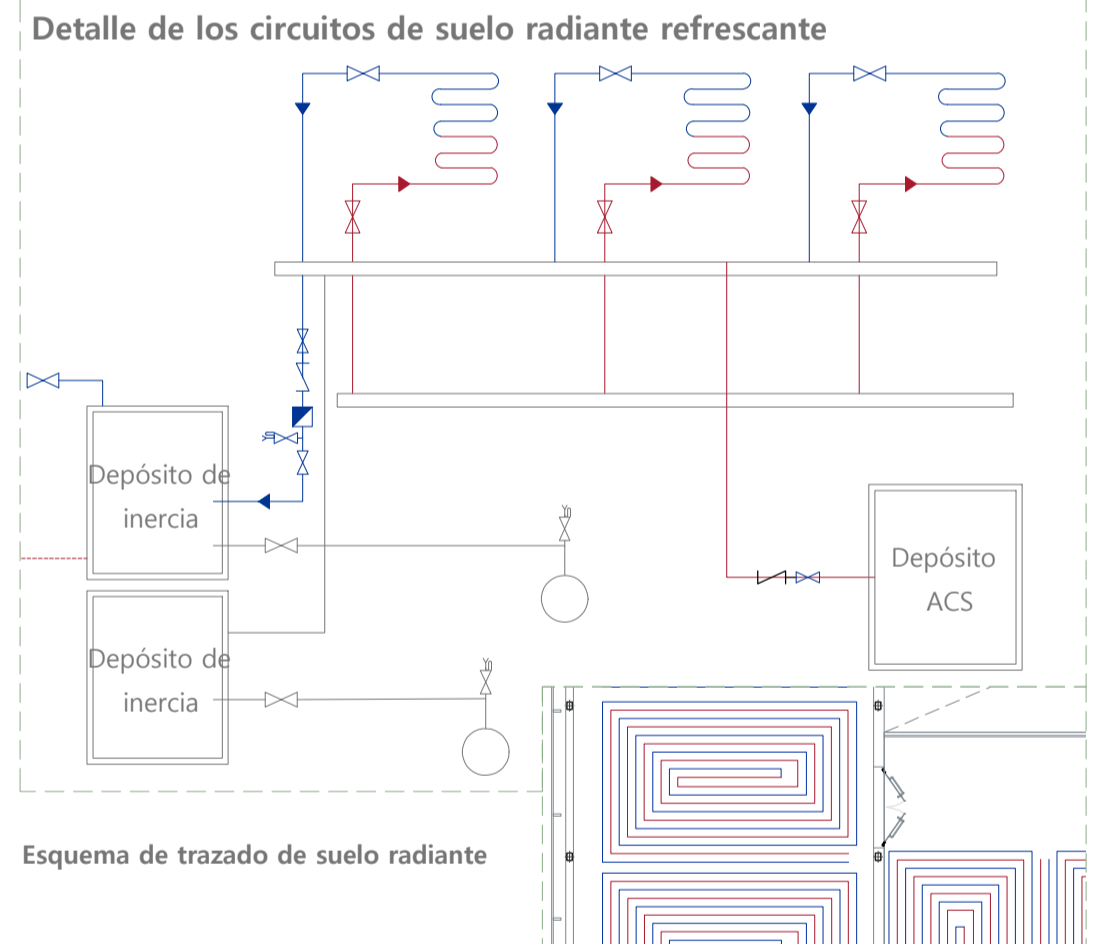 Detalle de los circuitos de suelo radiante refrescante
Depósito de
inercia
Depósito
ACS
Depósito de
inercia
Esquema de trazado de suelo radiante